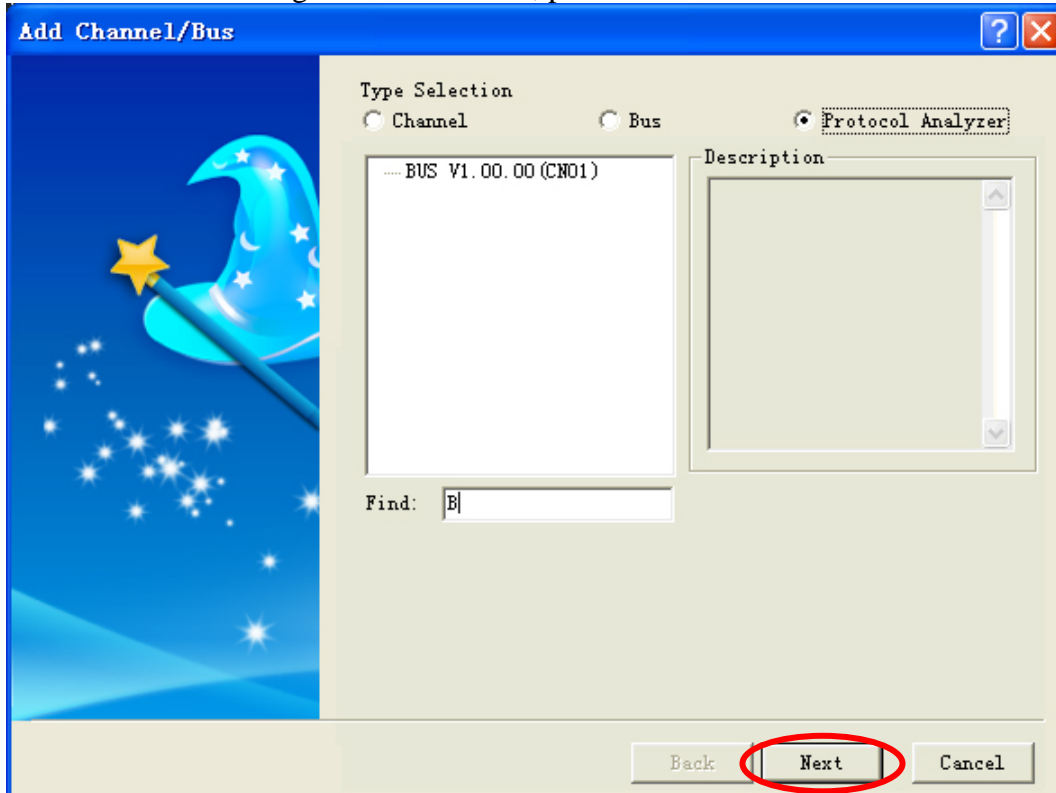 Add Channel/Bus
Type Selection
Channel Bus Protocol Analyzer
BUS V1.00.00(CN01)
Description
Find: B
Back Next Cancel